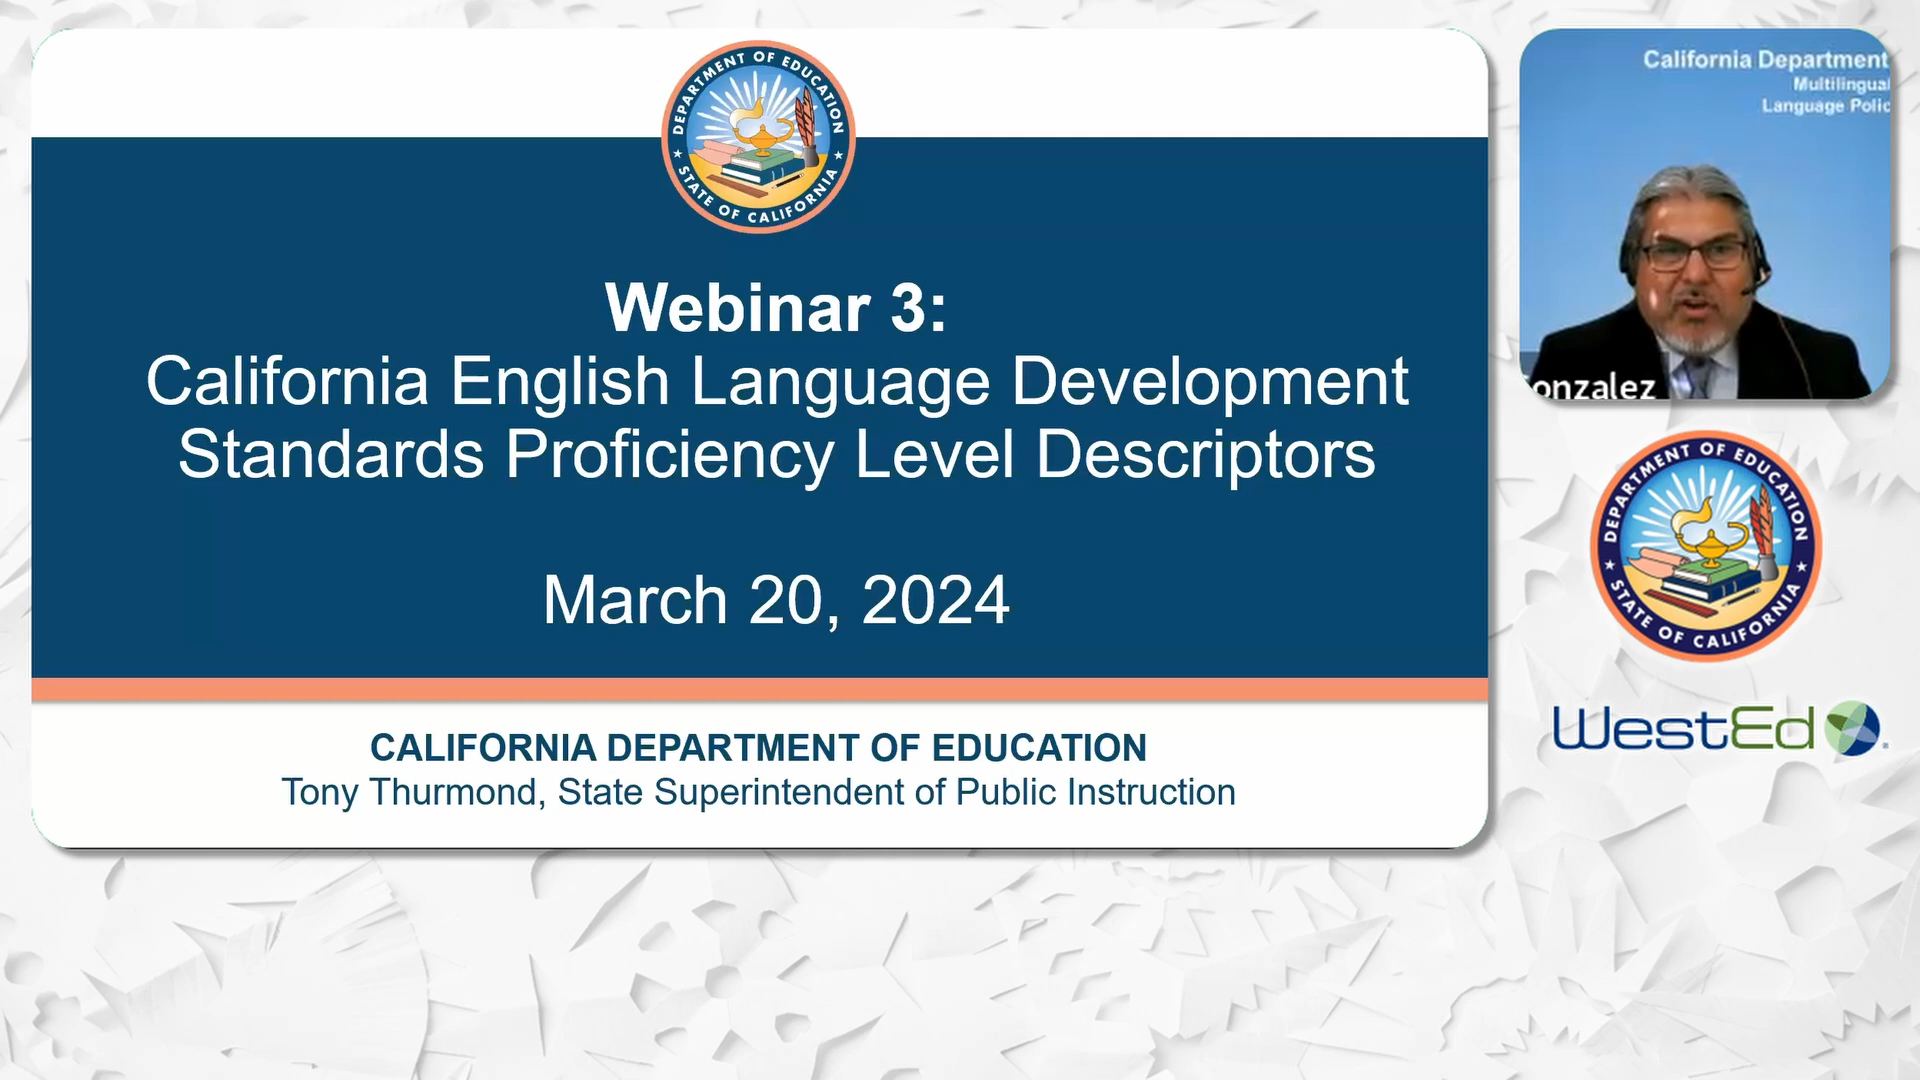 DEPARTMENT OF EDUCATION
STATE OF CALIFORNIA
Webinar 3:
California English Language Development
Standards Proficiency Level Descriptors
March 20, 2024
CALIFORNIA DEPARTMENT OF EDUCATION
Tony Thurmond, State Superintendent of Public Instruction
California Department
Multilingual
Language Polic
onzalez
DEPARTMENT OF EDUCATION
STATE OF CALIFORNIA
WestEd